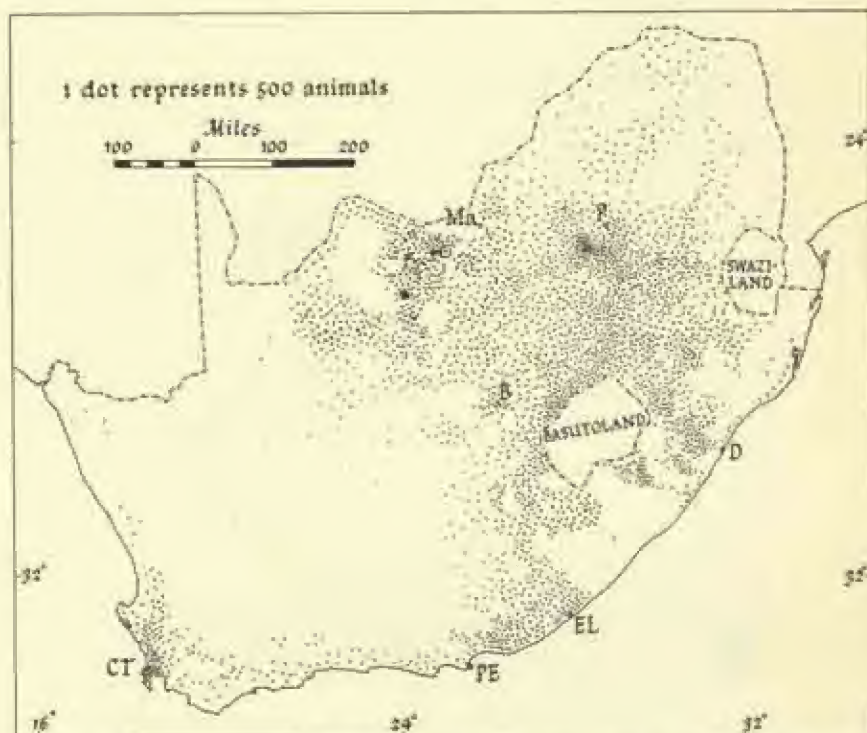 1 dot represents 500 animals
Miles
100 0 100 200
24°
Ma
P
SWAZI-
LAND
B
BASUTOLAND
D
32°
32°
EL
CT
PE
16°
24°
32°